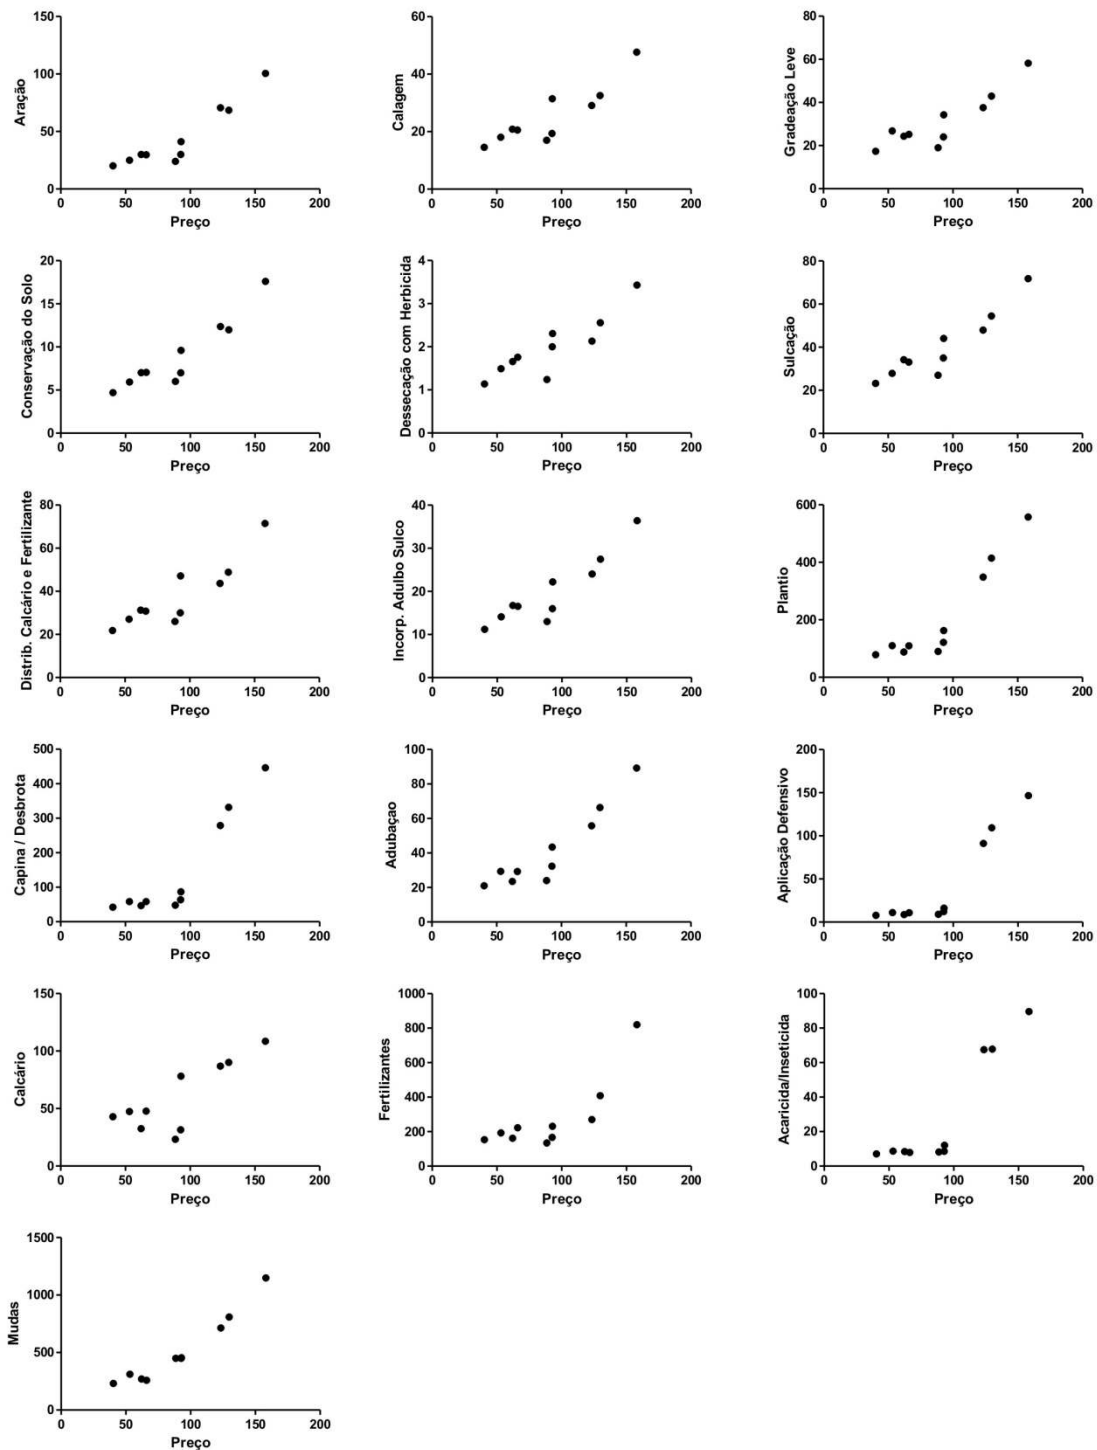 150
100
50
0
Aração
0 50 100 150 200
Preço
60
40
20
0
Calagem
0 50 100 150 200
Preço
80
60
40
20
0
Gradeação Leve
0 50 100 150 200
Preço
20
15
10
5
0
Conservação do Solo
0 50 100 150 200
Preço
4
3
2
1
0
Dessecação com Herbicida
0 50 100 150 200
Preço
80
60
40
20
0
Sulcação
0 50 100 150 200
Preço
80
60
40
20
0
Distrib. Calcário e Fertilizante
0 50 100 150 200
Preço
40
30
20
10
0
Incorp. Adulbo Sulco
0 50 100 150 200
Preço
600
400
200
0
Plantio
0 50 100 150 200
Preço
500
400
300
200
100
0
Capina / Desbrota
0 50 100 150 200
Preço
100
80
60
40
20
0
Adubaçao
0 50 100 150 200
Preço
200
150
100
50
0
Aplicação Defensivo
0 50 100 150 200
Preço
150
100
50
0
Calcário
0 50 100 150 200
Preço
1000
800
600
400
200
0
Fertilizantes
0 50 100 150 200
Preço
100
80
60
40
20
0
Acaricida/Inseticida
0 50 100 150 200
Preço
1500
1000
500
0
Mudas
0 50 100 150 200
Preço